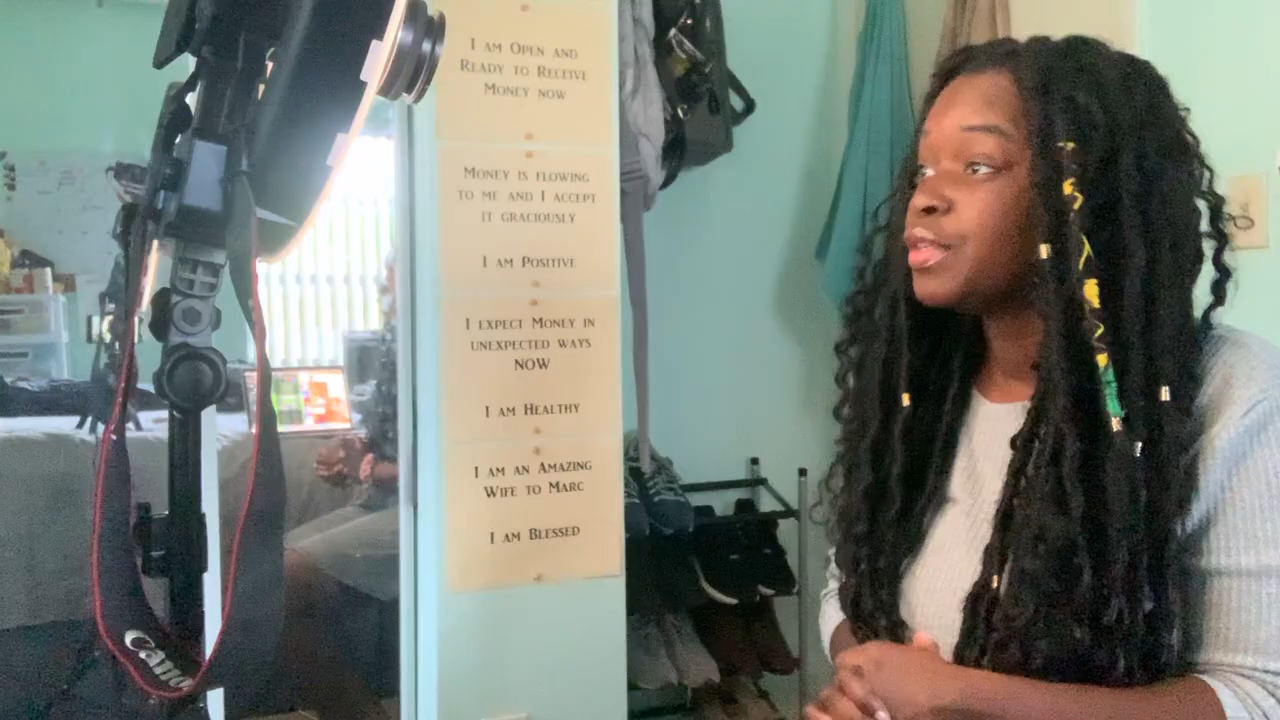 I am Open and
Ready to Receive
Money now
Money is flowing
to me and I accept
it graciously
I am Positive
I expect Money in
unexpected ways
NOW
I am Healthy
I am an Amazing
Wife to Marc
I am Blessed
Canon